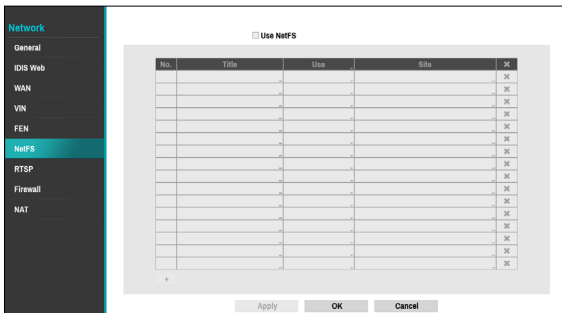 Network
General
IDIS Web
WAN
VIN
FEN
NetFS
RTSP
Firewall
NAT
Use NetFS
No. Title Use Site
Apply OK Cancel